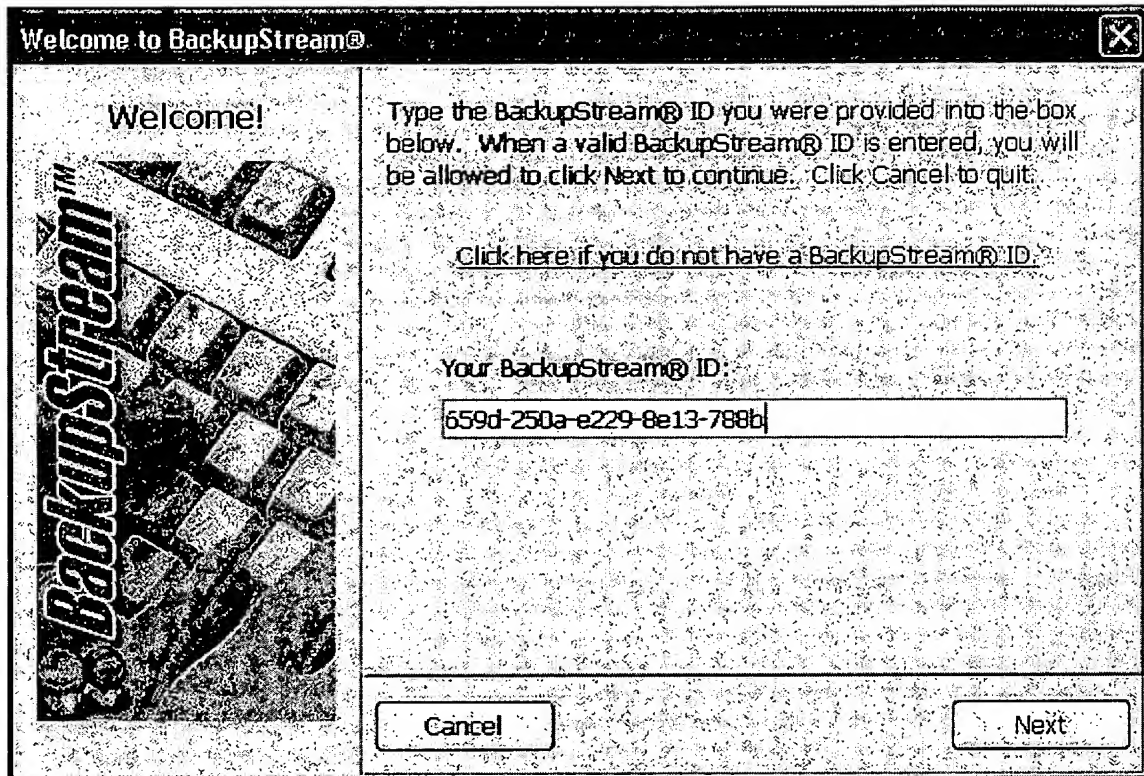 Welcome to BackupStream®
Welcome!
BackupStream™
Type the BackupStream® ID you were provided into the box
below. When a valid BackupStream® ID is entered, you will
be allowed to click Next to continue. Click Cancel to quit.
Click here if you do not have a BackupStream® ID.
Your BackupStream® ID:
659d-250a-e229-8e13-788b
Cancel
Next